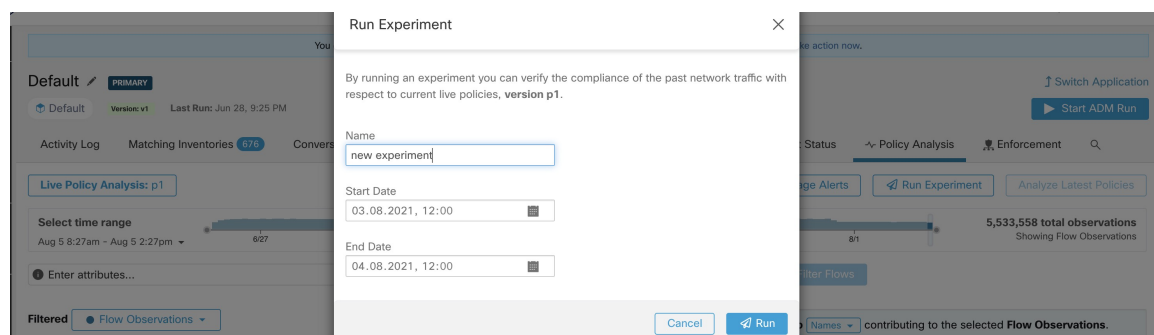 Run Experiment
You
ke action now.
By running an experiment you can verify the compliance of the past network traffic with
respect to current live policies, version p1.
Default PRIMARY
Switch Application
Default Version: v1 Last Run: Jun 28, 9:25 PM
Start ADM Run
Name
new experiment
Activity Log Matching Inventories 676 Convers
Status Policy Analysis Enforcement
Live Policy Analysis: p1
Start Date
03.08.2021, 12:00
ge Alerts Run Experiment Analyze Latest Policies
Select time range
Aug 5 8:27am - Aug 5 2:27pm
6/27
8/1
5,533,558 total observations
Showing Flow Observations
End Date
04.08.2021, 12:00
Enter attributes...
Filter Flows
Cancel Run
Filtered Flow Observations
Names contributing to the selected Flow Observations.